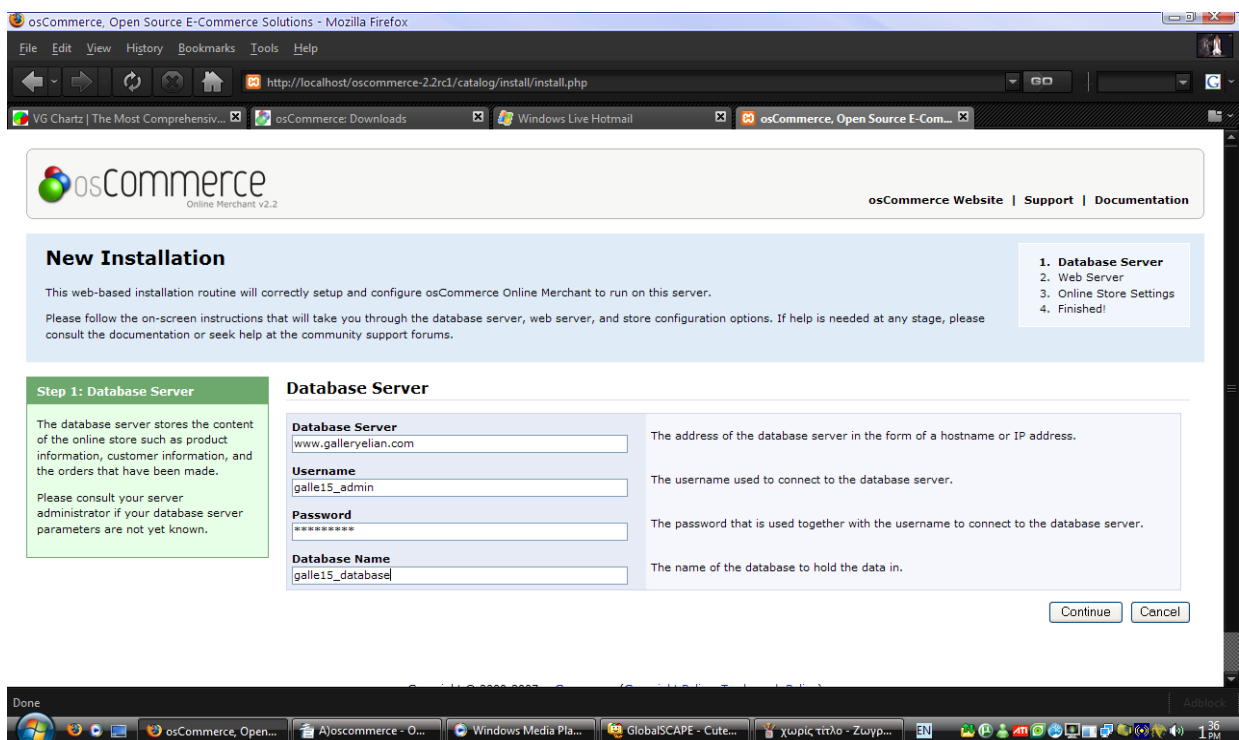 osCommerce, Open Source E-Commerce Solutions - Mozilla Firefox
File Edit View History Bookmarks Tools Help
http://localhost/oscommerce-2.2rc1/catalog/install/install.php
GO
G
VG Chartz | The Most Comprehensiv...
osCommerce: Downloads
Windows Live Hotmail
osCommerce, Open Source E-Com...
osCommerce
Online Merchant v2.2
osCommerce Website | Support | Documentation
New Installation
This web-based installation routine will correctly setup and configure osCommerce Online Merchant to run on this server.
Please follow the on-screen instructions that will take you through the database server, web server, and store configuration options. If help is needed at any stage, please
consult the documentation or seek help at the community support forums.
1. Database Server
2. Web Server
3. Online Store Settings
4. Finished!
Step 1: Database Server
The database server stores the content
of the online store such as product
information, customer information, and
the orders that have been made.
Please consult your server
administrator if your database server
parameters are not yet known.
Database Server
Database Server
www.galleryelian.com
The address of the database server in the form of a hostname or IP address.
Username
galle15_admin
The username used to connect to the database server.
Password
*********
The password that is used together with the username to connect to the database server.
Database Name
galle15_database
The name of the database to hold the data in.
Continue
Cancel
Done
Adblock
osCommerce, Open...
A)oscommerce - O...
Windows Media Pla...
GlobalSCAPE - Cute...
χωρίς τίτλο - Ζωγρ...
EN
1 36 PM